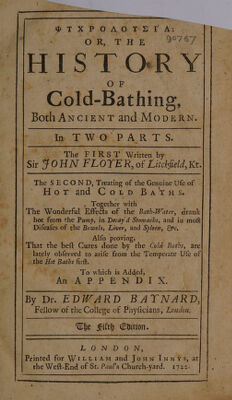 ΨΥΧΡΟΛΟΥΣΙΑ:
90767
OR, THE
HISTORY
OF
Cold-Bathing,
Both ANCIENT and MODERN.
In TWO PARTS.
The FIRST Written by
Sir JOHN FLOYER, of Litchfield, Kt.
The SECOND, Treating of the Genuine Use of
HOT and COLD BATHS.
Together with
The Wonderful Effects of the Bath-Water, drank
hot from the Pump, in Decay'd Stomachs, and in most
Diseases of the Bowels, Liver, and Spleen, &c.
Also proving,
That the best Cures done by the Cold Baths, are
lately observed to arise from the Temperate Use of
the Hot Baths first.
To which is Added,
An APPENDIX.
By Dr. EDWARD BAYNARD,
Fellow of the College of Physicians, London.
The Fifth Edition.
LONDON,
Printed for WILLIAM and JOHN INNYS, at
the West-End of St. Paul's Church-yard. 1722.